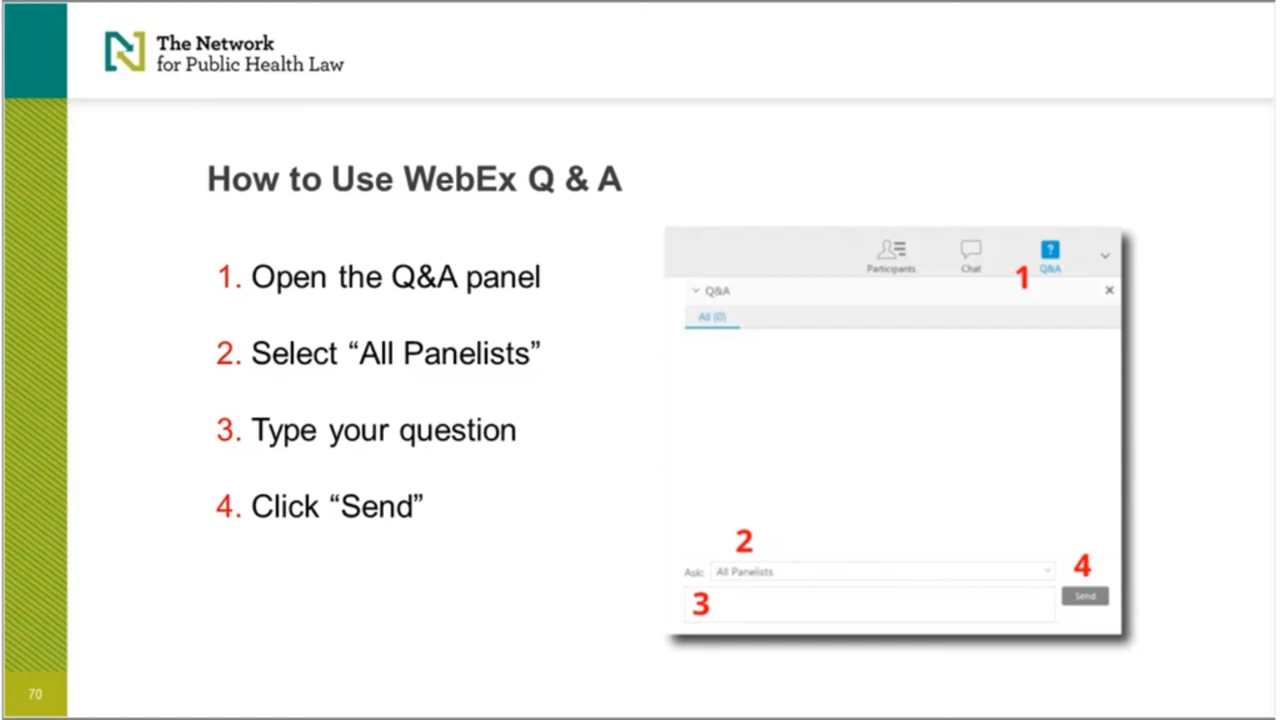 The Network
for Public Health Law
How to Use WebEx Q & A
1. Open the Q&A panel
2. Select “All Panelists”
3. Type your question
4. Click “Send”
Participants
Chat
Q&A
1
Q&A
All (0)
2
Ask: All Panelists
4
3
Send
70